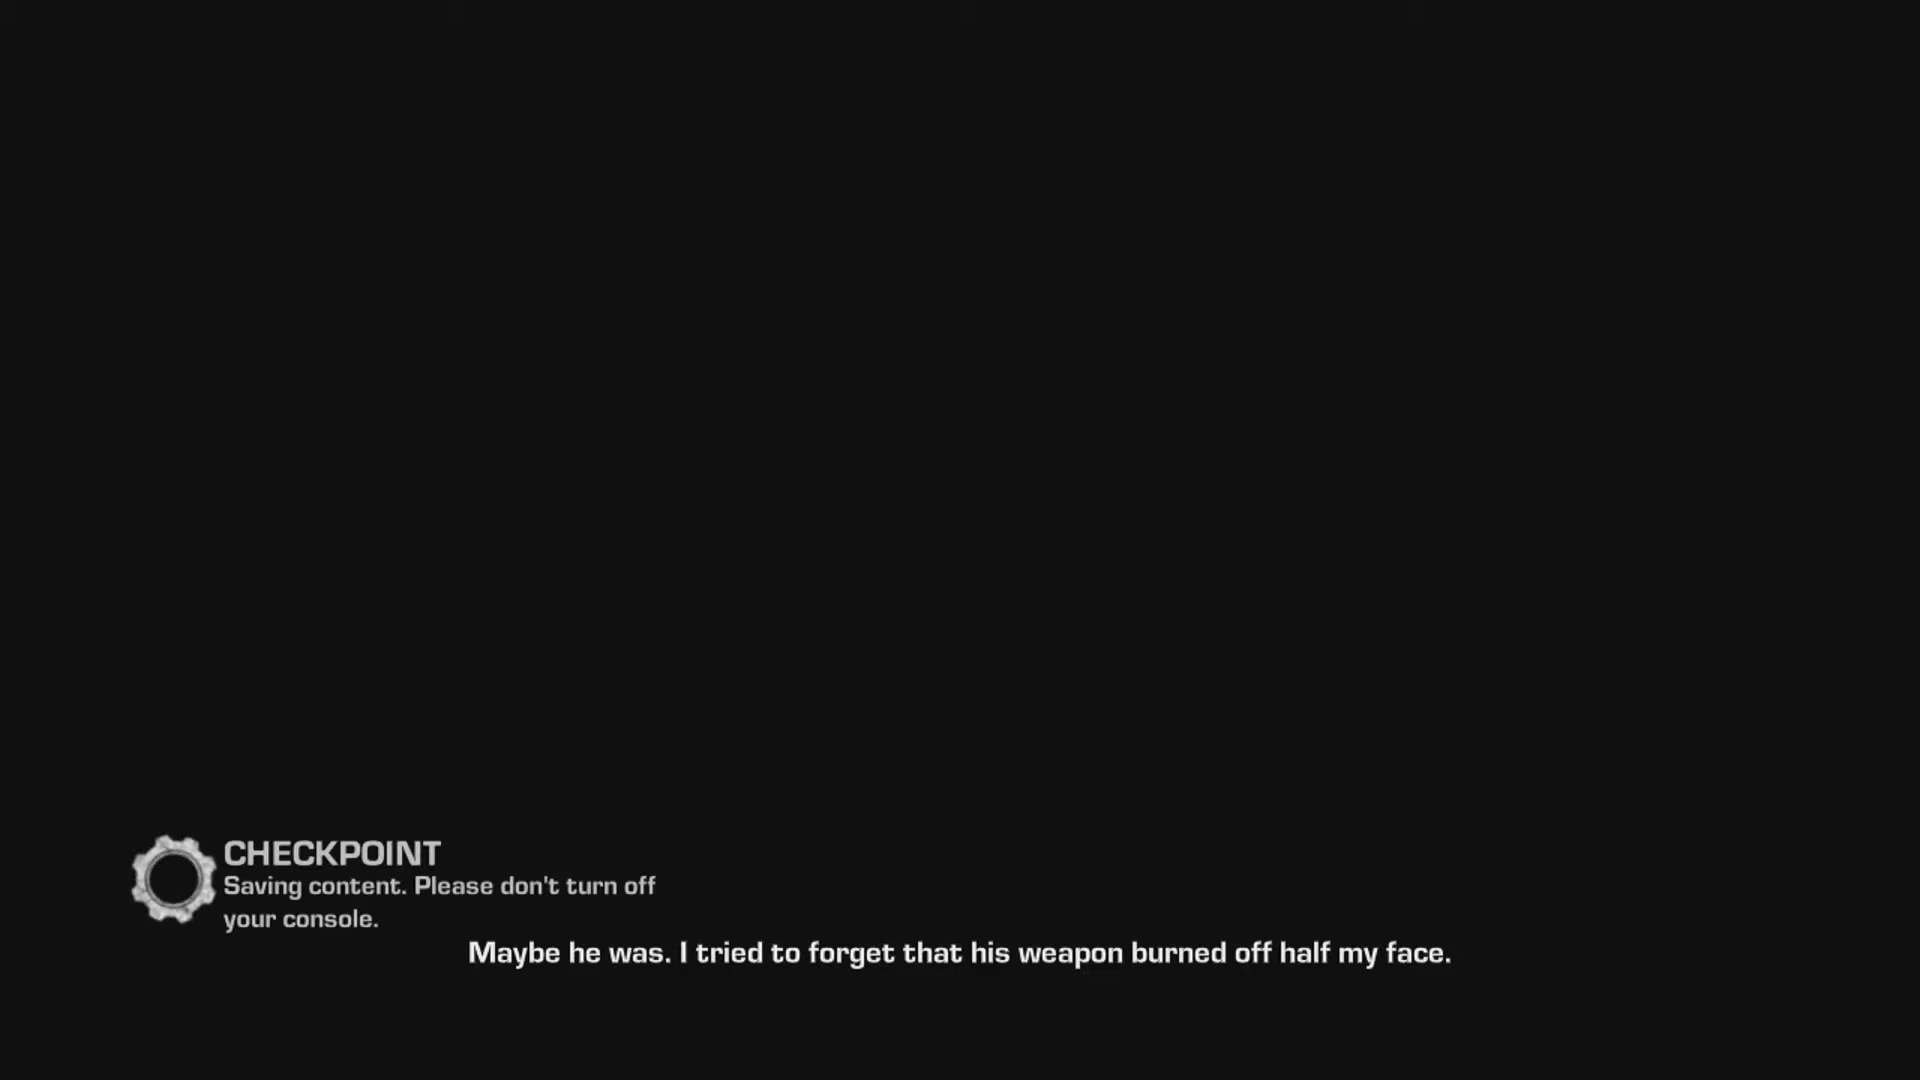 CHECKPOINT
Saving content. Please don't turn off
your console.
Maybe he was. I tried to forget that his weapon burned off half my face.